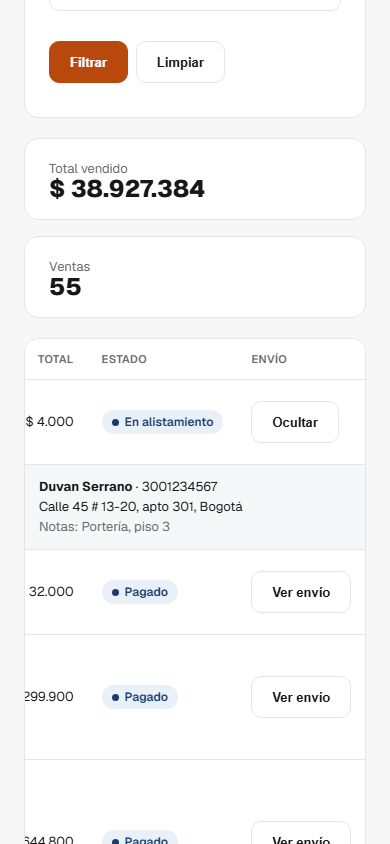 Filtrar Limpiar
Total vendido
$ 38.927.384
Ventas
55
TOTAL ESTADO ENVÍO
$ 4.000 En alistamiento Ocultar
Duvan Serrano · 3001234567
Calle 45 # 13-20, apto 301, Bogotá
Notas: Portería, piso 3
32.000 Pagado Ver envío
299.900 Pagado Ver envío
644.800 Pagado Ver envío